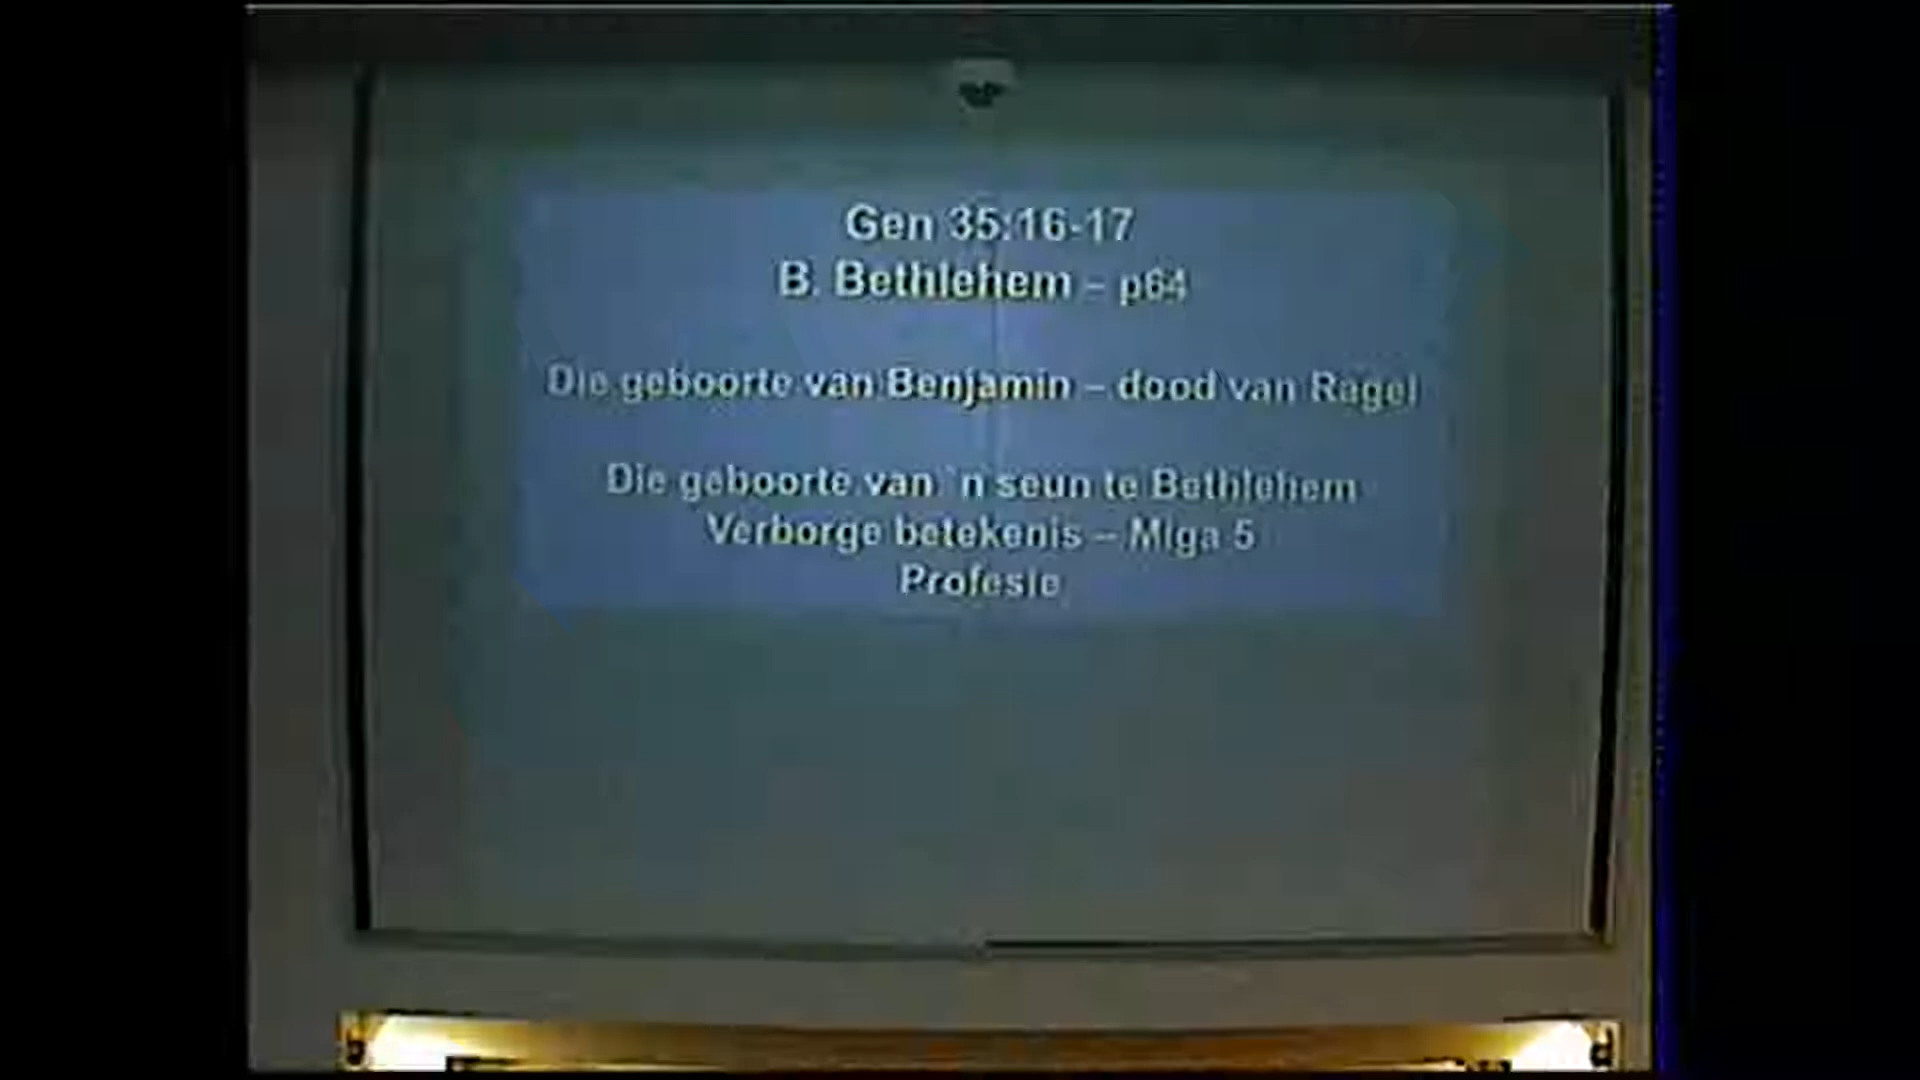 Gen 35:16-17
B. Bethlehem – p64
Die geboorte van Benjamin – dood van Ragel
Die geboorte van `n seun te Bethlehem
Verborge betekenis – Miga 5
Profesie